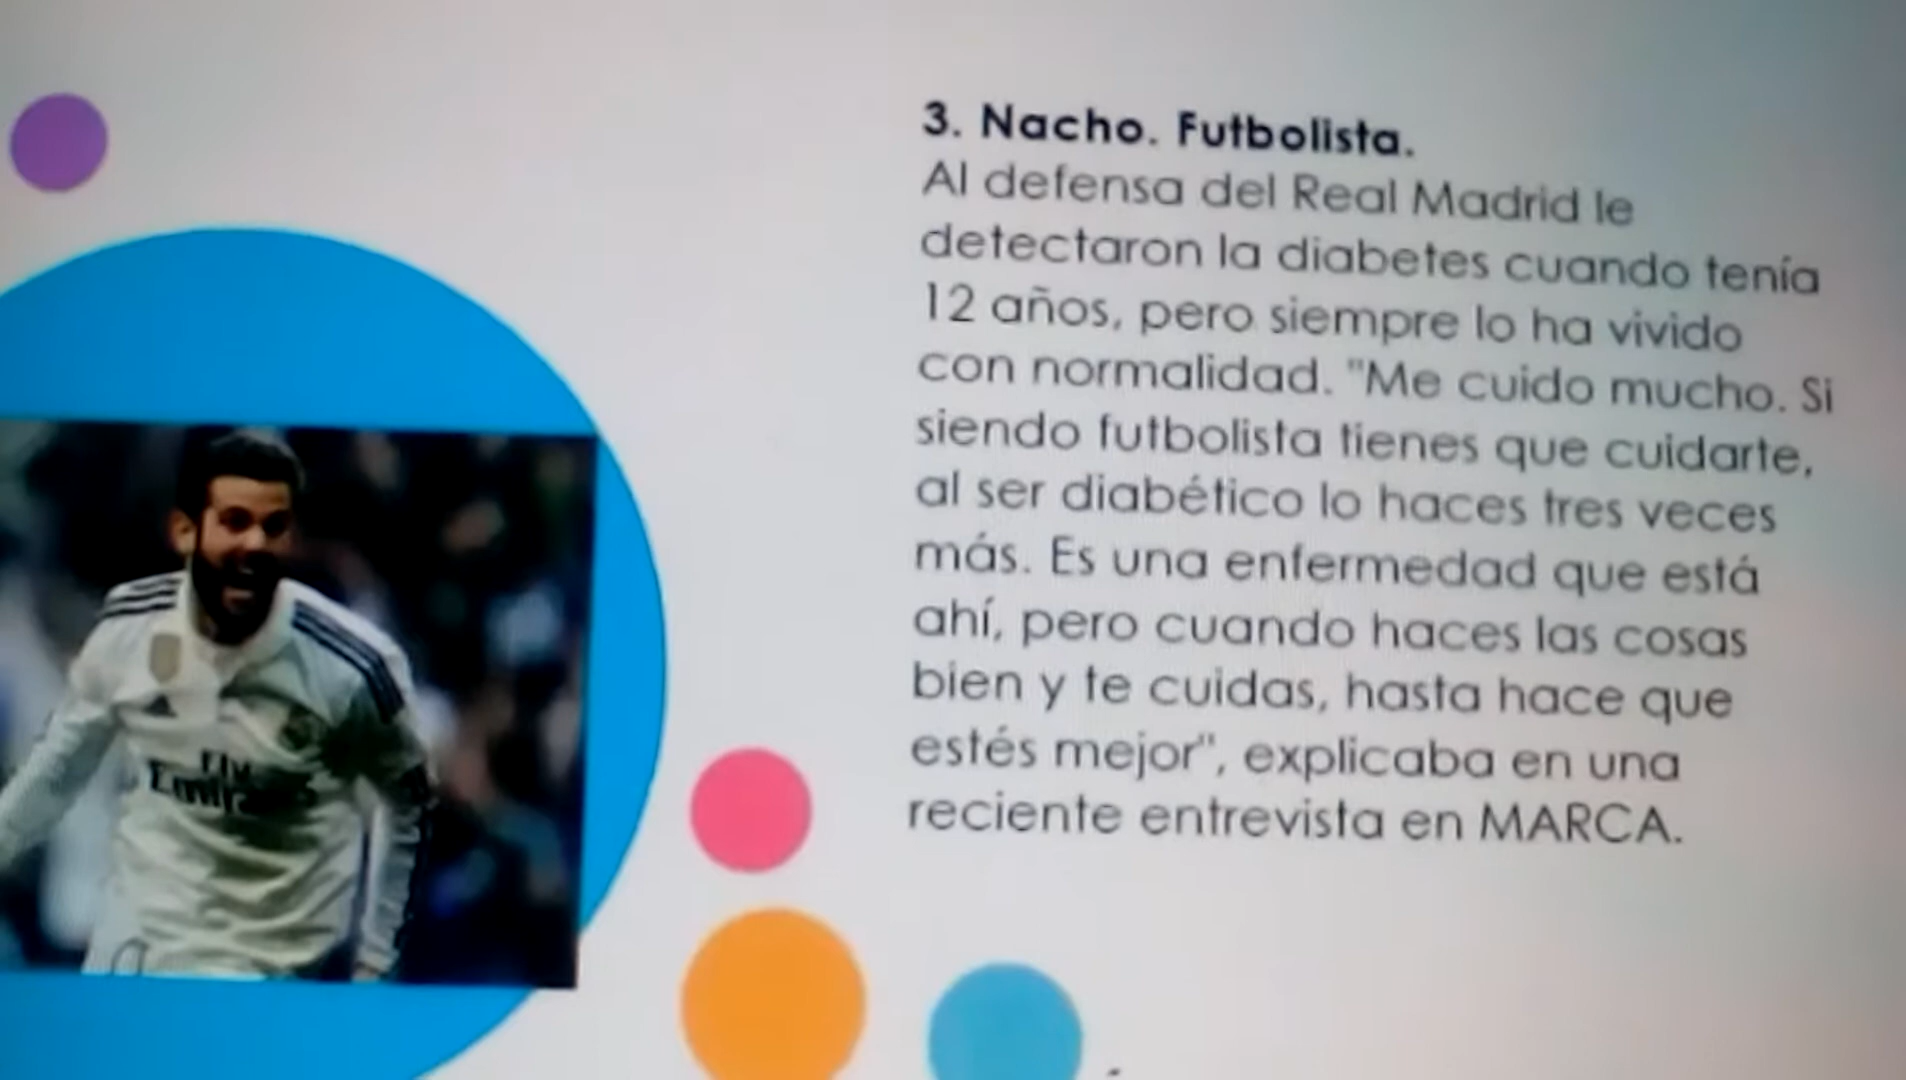 3. Nacho. Futbolista.
Al defensa del Real Madrid le
detectaron la diabetes cuando tenía
12 años, pero siempre lo ha vivido
con normalidad. "Me cuido mucho. Si
siendo futbolista tienes que cuidarte,
al ser diabético lo haces tres veces
más. Es una enfermedad que está
ahí, pero cuando haces las cosas
bien y te cuidas, hasta hace que
estés mejor", explicaba en una
reciente entrevista en MARCA.
Fly
Emirates